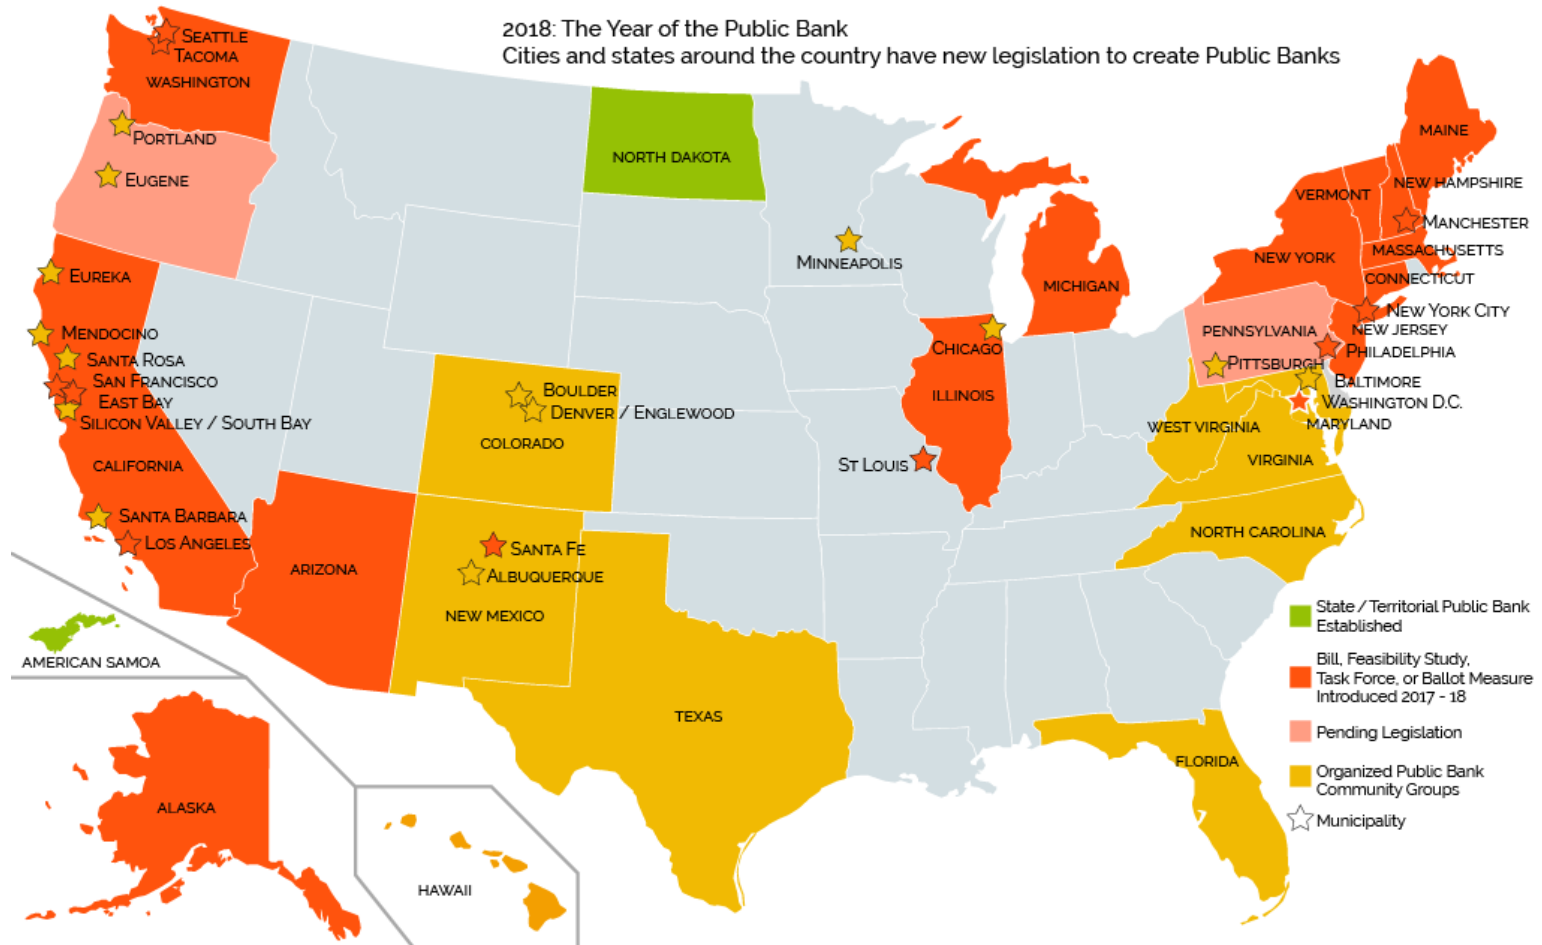 2018: The Year of the Public Bank
Cities and states around the country have new legislation to create Public Banks
SEATTLE
TACOMA
WASHINGTON
PORTLAND
EUGENE
EUREKA
MENDOCINO
SANTA ROSA
SAN FRANCISCO
EAST BAY
SILICON VALLEY / SOUTH BAY
CALIFORNIA
SANTA BARBARA
LOS ANGELES
ARIZONA
NORTH DAKOTA
BOULDER
DENVER / ENGLEWOOD
COLORADO
SANTA FE
ALBUQUERQUE
NEW MEXICO
TEXAS
MINNEAPOLIS
CHICAGO
ILLINOIS
ST LOUIS
MICHIGAN
MAINE
VERMONT
NEW HAMPSHIRE
MANCHESTER
MASSACHUSETTS
NEW YORK
CONNECTICUT
NEW YORK CITY
NEW JERSEY
PENNSYLVANIA
PHILADELPHIA
PITTSBURGH
BALTIMORE
WASHINGTON D.C.
MARYLAND
WEST VIRGINIA
VIRGINIA
NORTH CAROLINA
FLORIDA
AMERICAN SAMOA
ALASKA
HAWAII
State / Territorial Public Bank
Established
Bill, Feasibility Study,
Task Force, or Ballot Measure
Introduced 2017 - 18
Pending Legislation
Organized Public Bank
Community Groups
Municipality